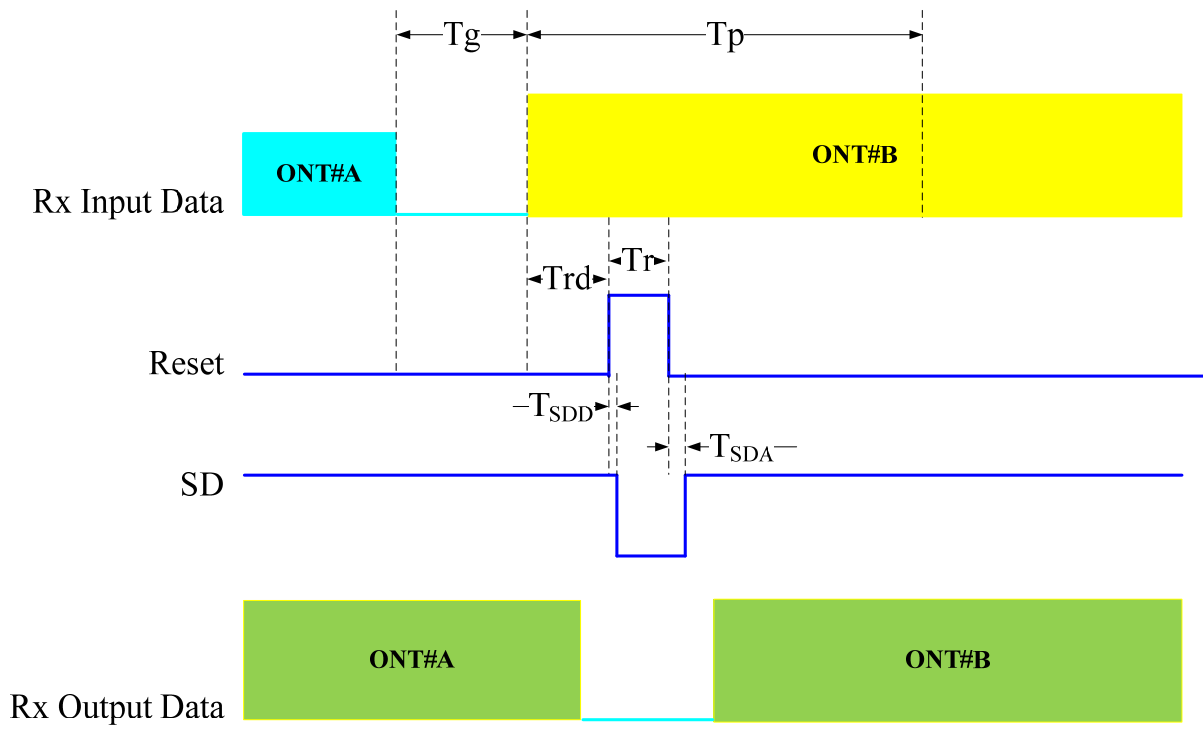 Tg
Tp
ONT#A
ONT#B
Rx Input Data
Tr
Trd
Reset
TSDD
TSDA
SD
ONT#A
ONT#B
Rx Output Data